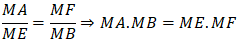 MA/ME = MF/MB ⇒ MA.MB = ME.MF